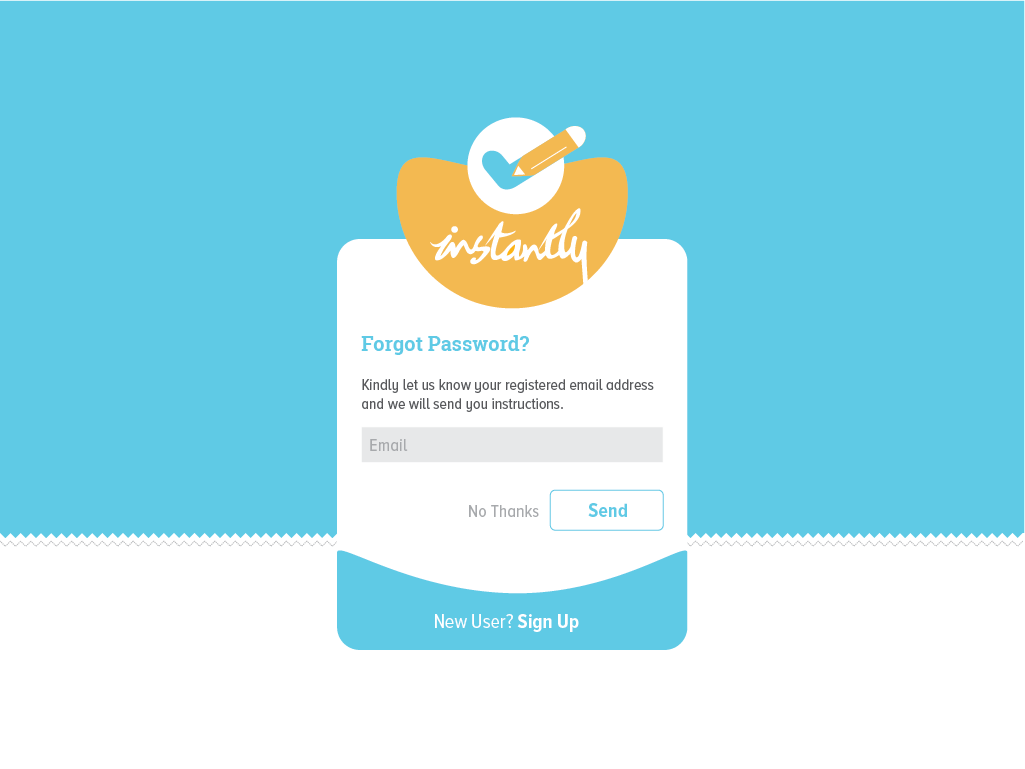 instantly
Forgot Password?
Kindly let us know your registered email address
and we will send you instructions.
Email
No Thanks Send
New User? Sign Up